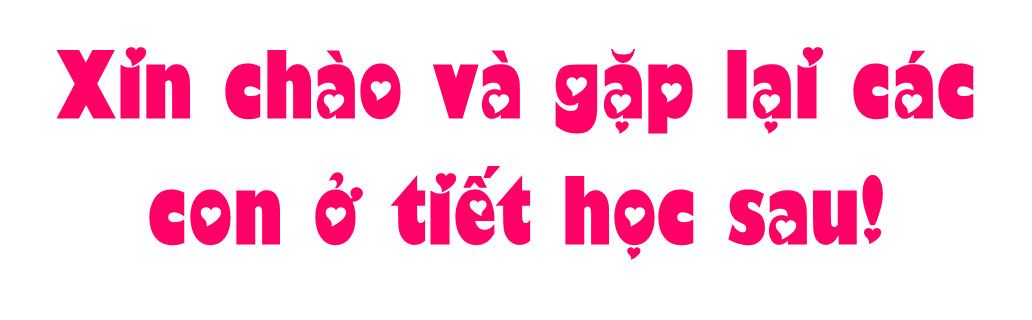 Xin chào và gặp lại các
con ở tiết học sau!